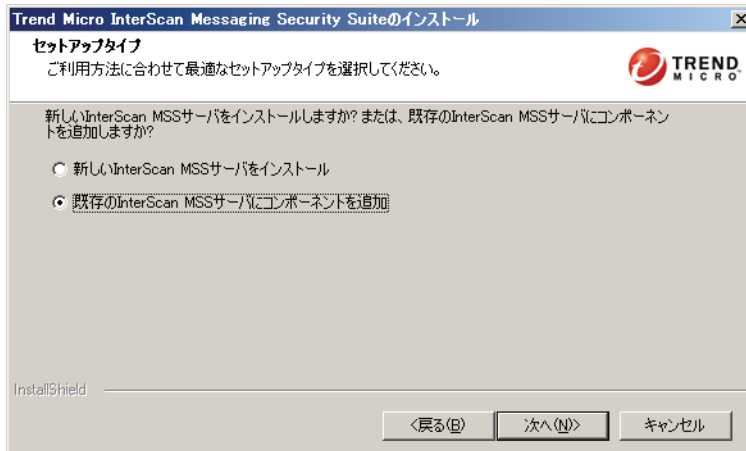 Trend Micro InterScan Messaging Security Suiteのインストール
セットアップタイプ
ご利用方法に合わせて最適なセットアップタイプを選択してください。
TREND
MICRO
新しいInterScan MSSサーバをインストールしますか? または、既存のInterScan MSSサーバにコンポーネン
トを追加しますか?
新しいInterScan MSSサーバをインストール
既存のInterScan MSSサーバにコンポーネントを追加
InstallShield
<戻る(B)
次へ(N)>
キャンセル